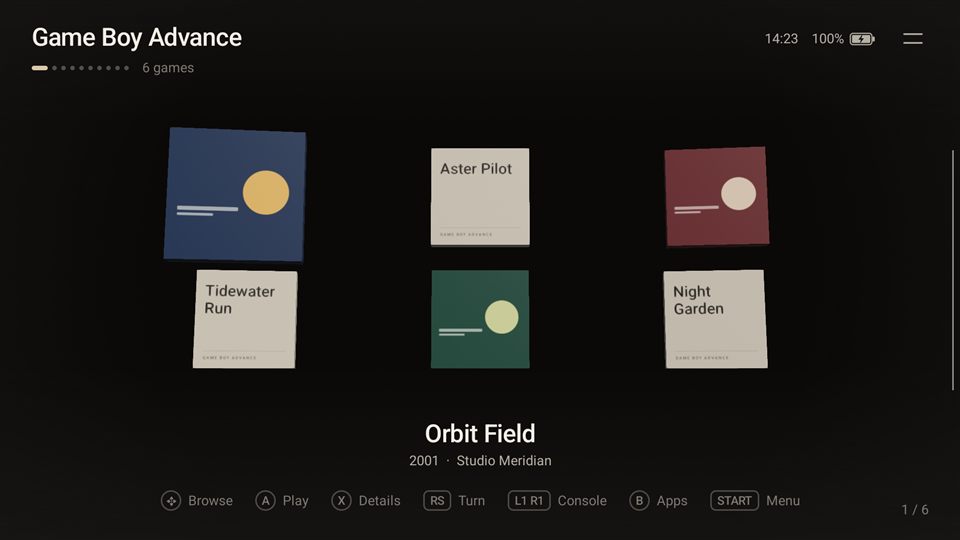 Game Boy Advance
14:23 100%
6 games
Aster Pilot
GAME BOY ADVANCE
Tidewater
Run
GAME BOY ADVANCE
Night
Garden
GAME BOY ADVANCE
Orbit Field
2001 · Studio Meridian
Browse A Play X Details RS Turn L1 R1 Console B Apps START Menu
1 / 6